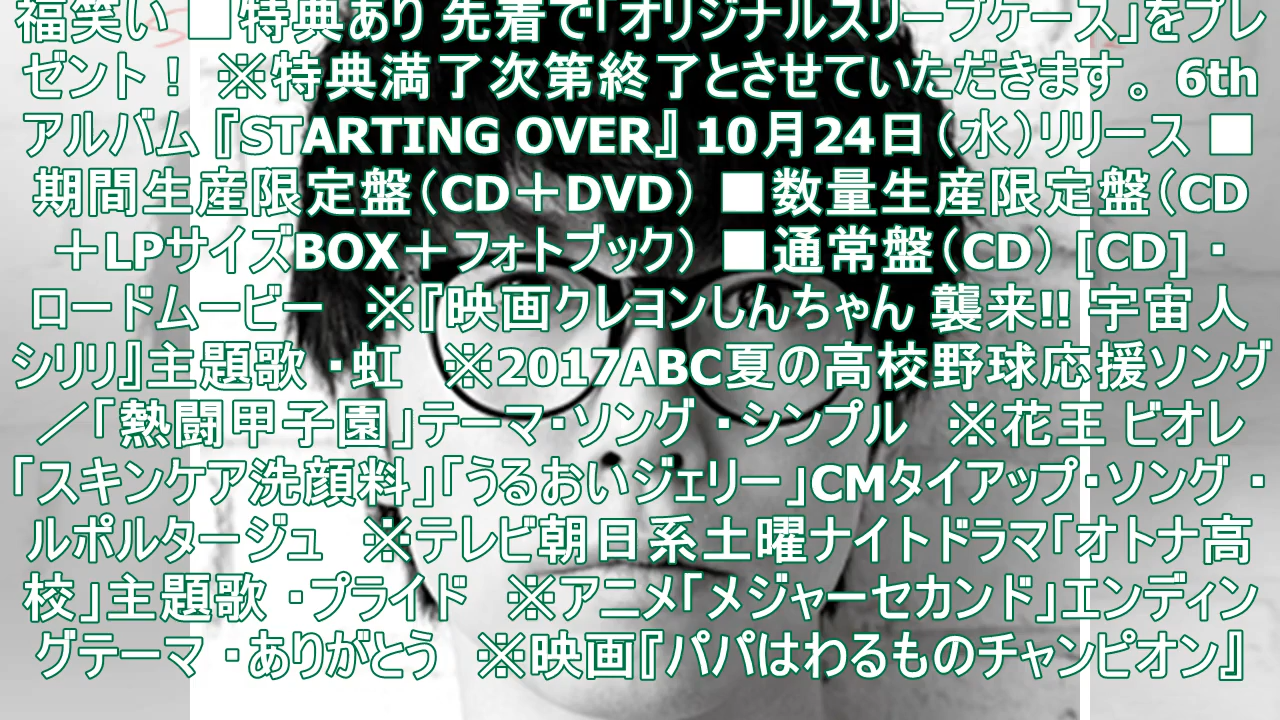 福笑い ■特典あり 先着で「オリジナルスリーブケース」をプレ
ゼント！ ※特典満了次第終了とさせていただきます。 6th
アルバム『STARTING OVER』 10月24日（水）リリース ■
期間生産限定盤（CD＋DVD） ■数量生産限定盤（CD
＋LPサイズBOX＋フォトブック） ■通常盤（CD） [CD] ・
ロードムービー ※『映画クレヨンしんちゃん 襲来!! 宇宙人
シリリ』主題歌 ・虹 ※2017ABC夏の高校野球応援ソング
／「熱闘甲子園」テーマ・ソング ・シンプル ※花王 ビオレ
「スキンケア洗顔料」「うるおいジェリー」CMタイアップ・ソング ・
ルポルタージュ ※テレビ朝日系土曜ナイトドラマ「オトナ高
校」主題歌 ・プライド ※アニメ「メジャーセカンド」エンディン
グテーマ ・ありがとう ※映画『パパはわるものチャンピオン』